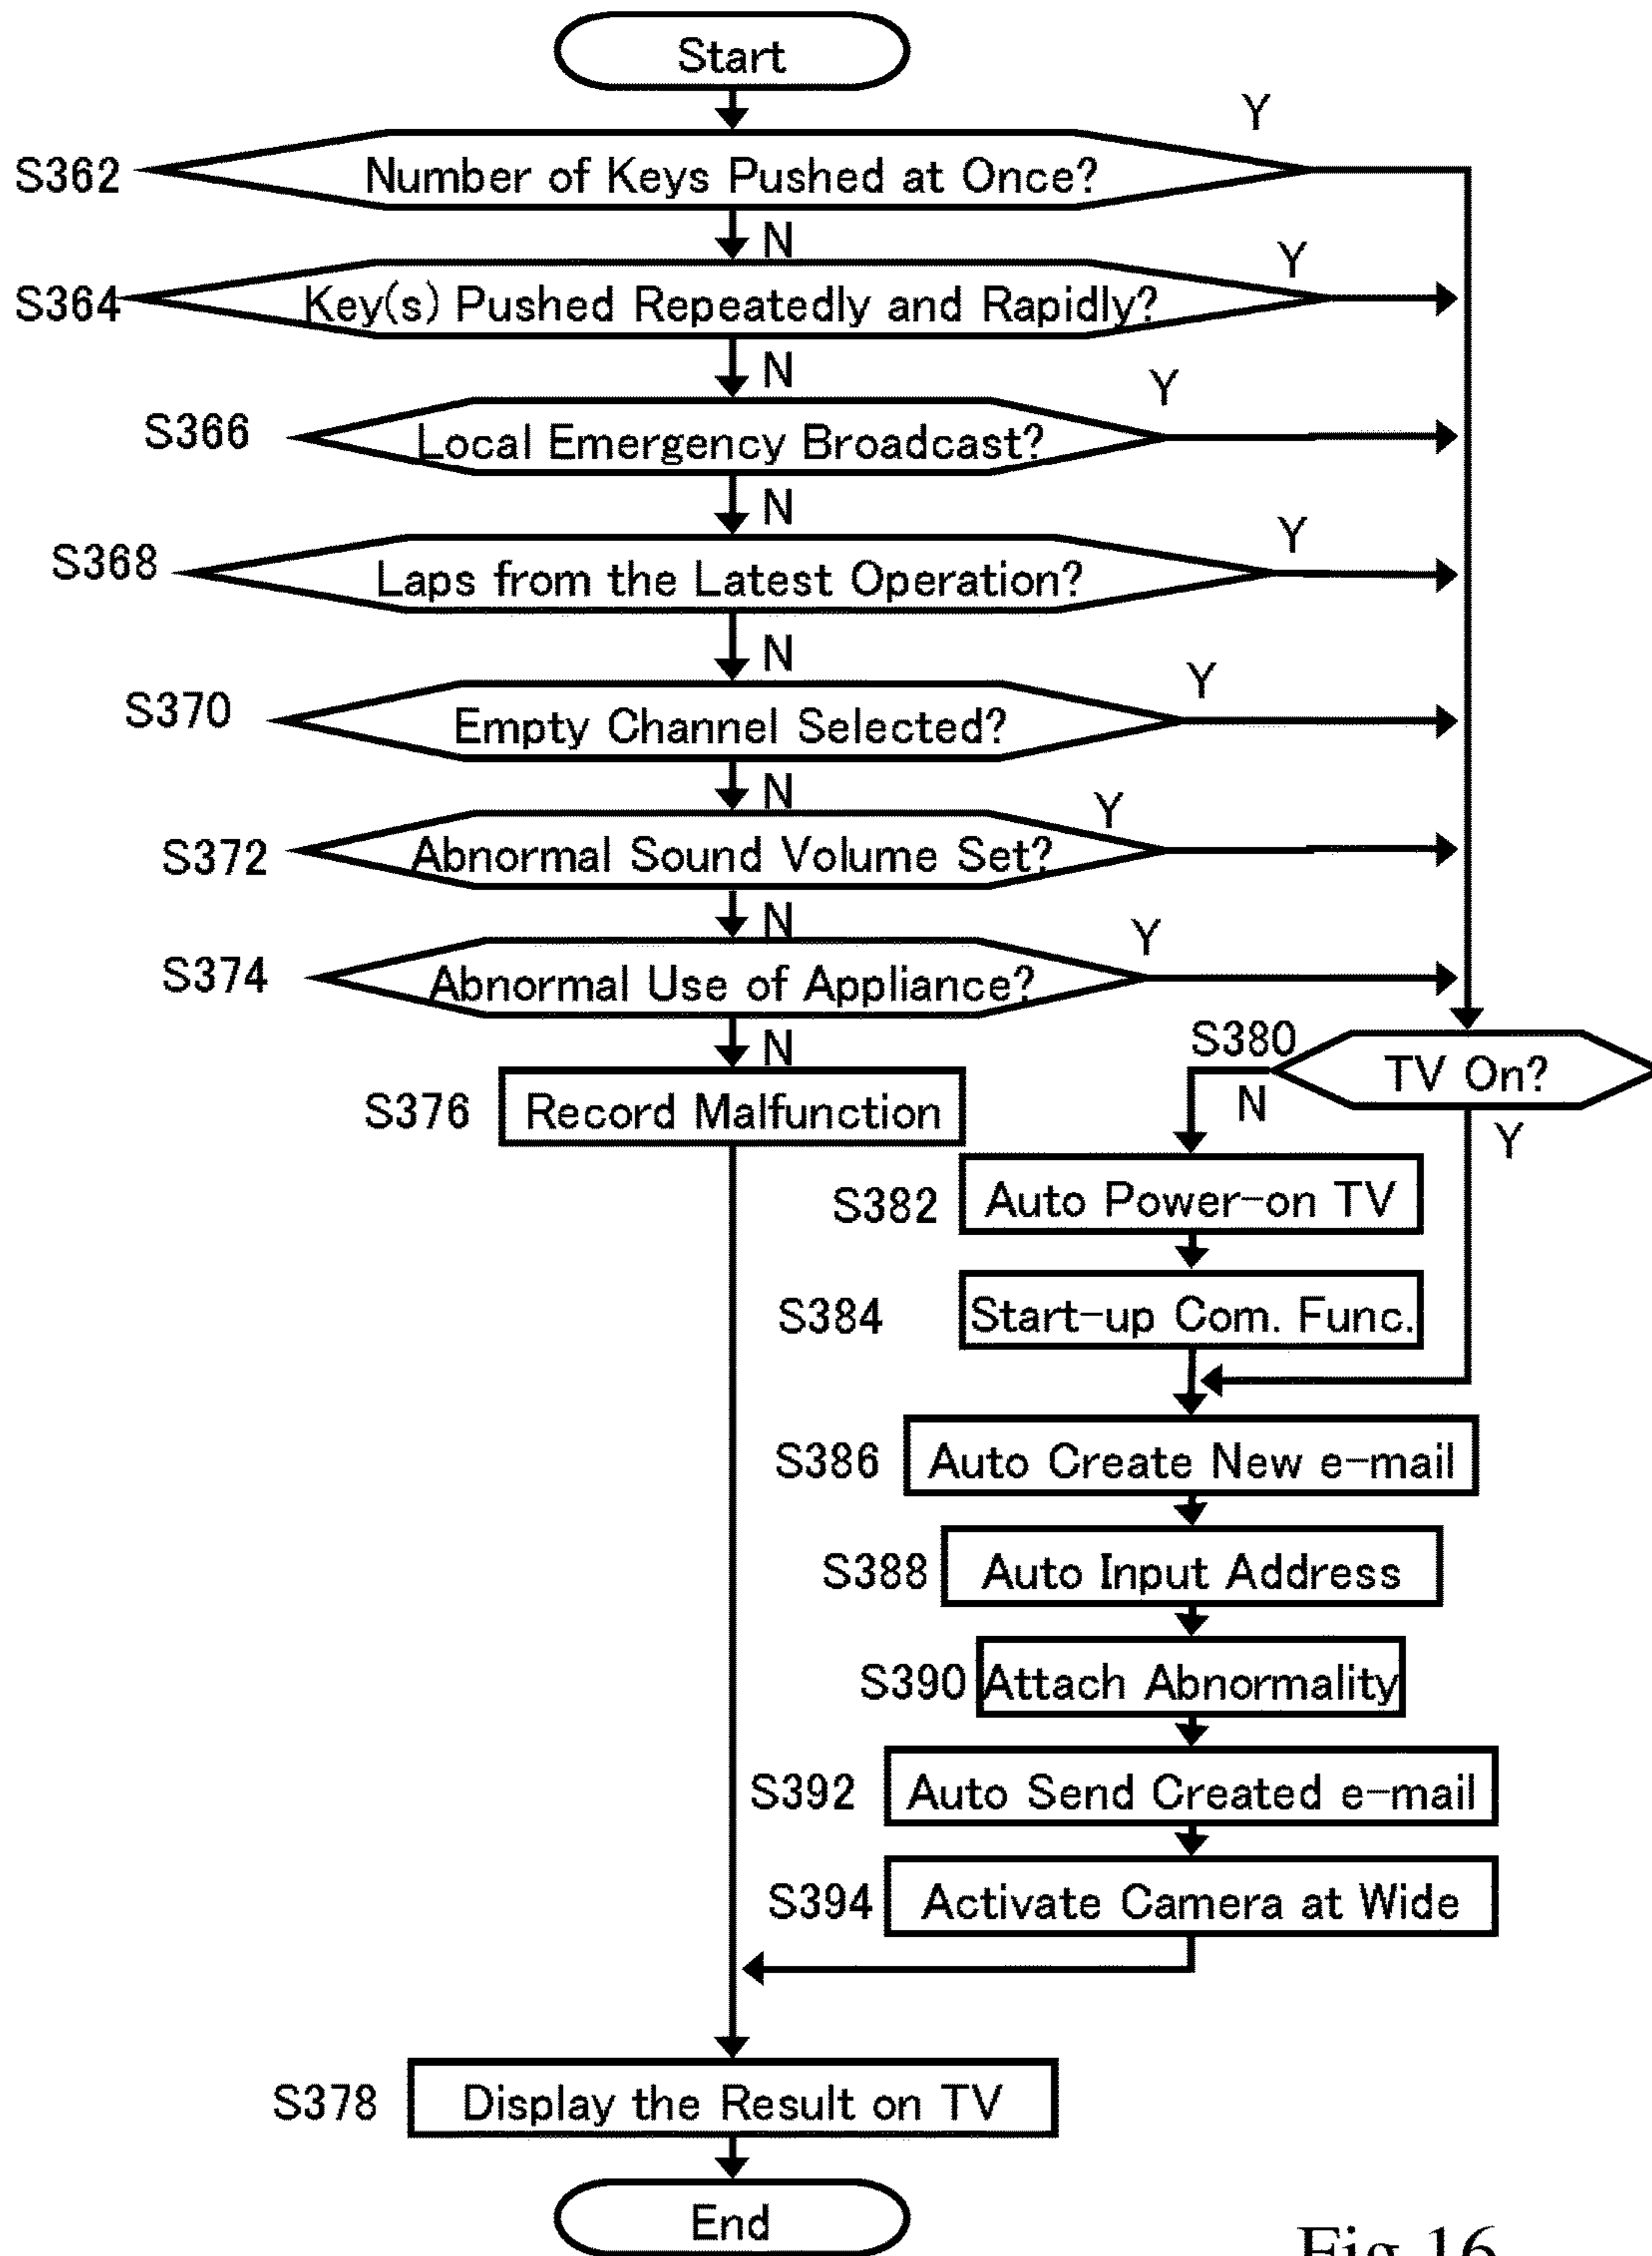 Start
Y
S362 Number of Keys Pushed at Once?
N
Y
S364 Key(s) Pushed Repeatedly and Rapidly?
N
Y
S366 Local Emergency Broadcast?
N
Y
S368 Laps from the Latest Operation?
N
Y
S370 Empty Channel Selected?
N
Y
S372 Abnormal Sound Volume Set?
N
Y
S374 Abnormal Use of Appliance?
N
S380 TV On?
N
Y
S376 Record Malfunction
S382 Auto Power-on TV
S384 Start-up Com. Func.
S386 Auto Create New e-mail
S388 Auto Input Address
S390 Attach Abnormality
S392 Auto Send Created e-mail
S394 Activate Camera at Wide
S378 Display the Result on TV
End
Fig.16